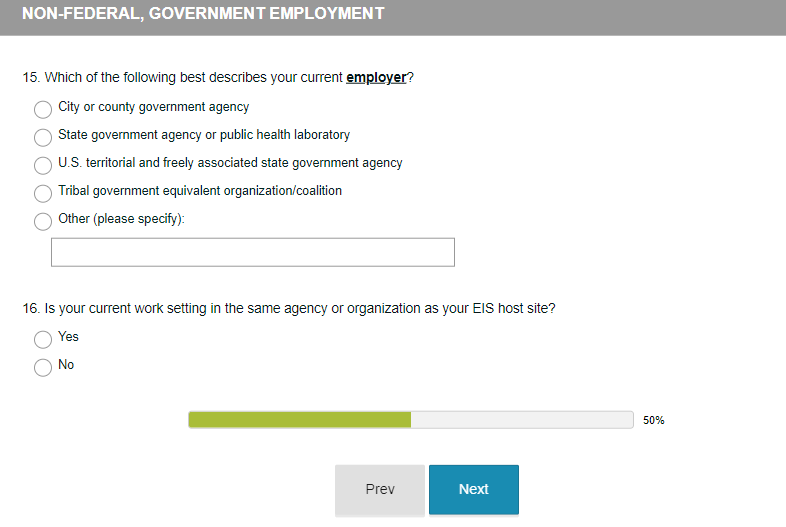 NON-FEDERAL, GOVERNMENT EMPLOYMENT
15. Which of the following best describes your current employer?
City or county government agency
State government agency or public health laboratory
U.S. territorial and freely associated state government agency
Tribal government equivalent organization/coalition
Other (please specify):
16. Is your current work setting in the same agency or organization as your EIS host site?
Yes
No
50%
Prev
Next